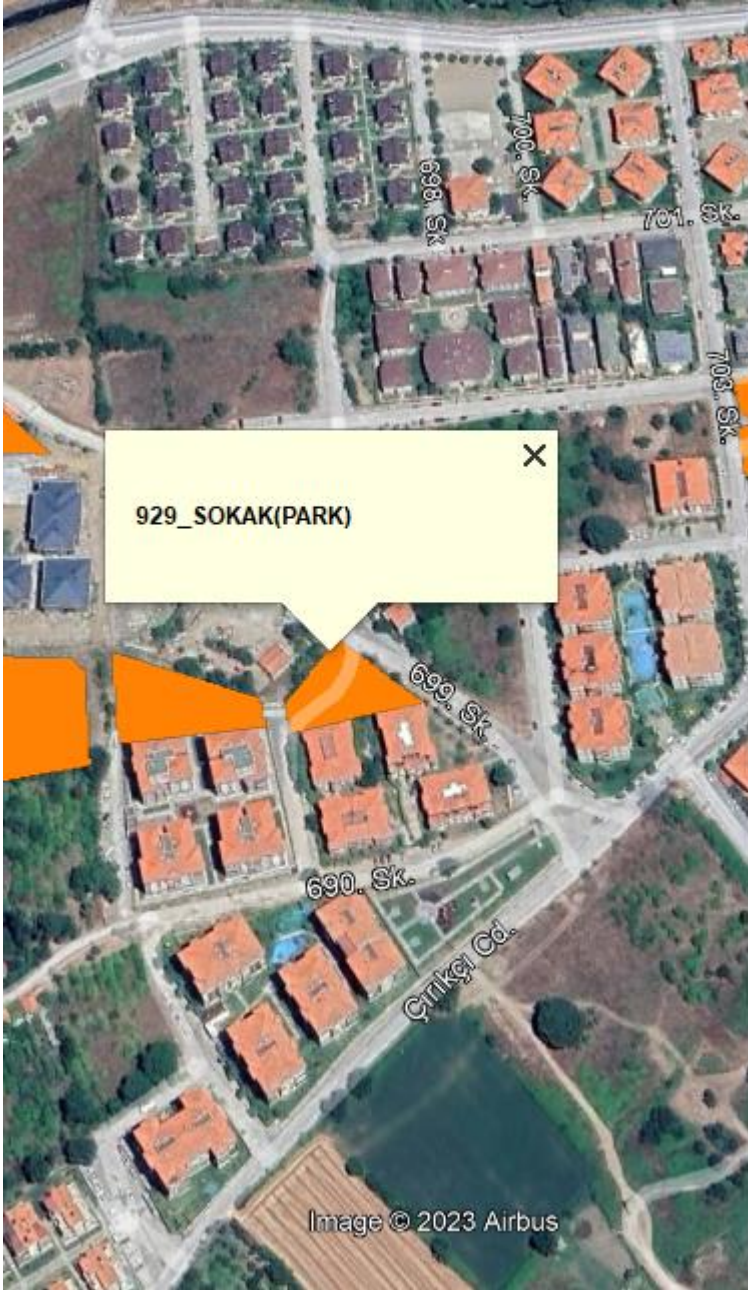 698. Sk.
700. Sk.
701. Sk.
703. Sk.
929_SOKAK(PARK)
699. Sk.
690. Sk.
Çırıkçı Cd.
Image © 2023 Airbus